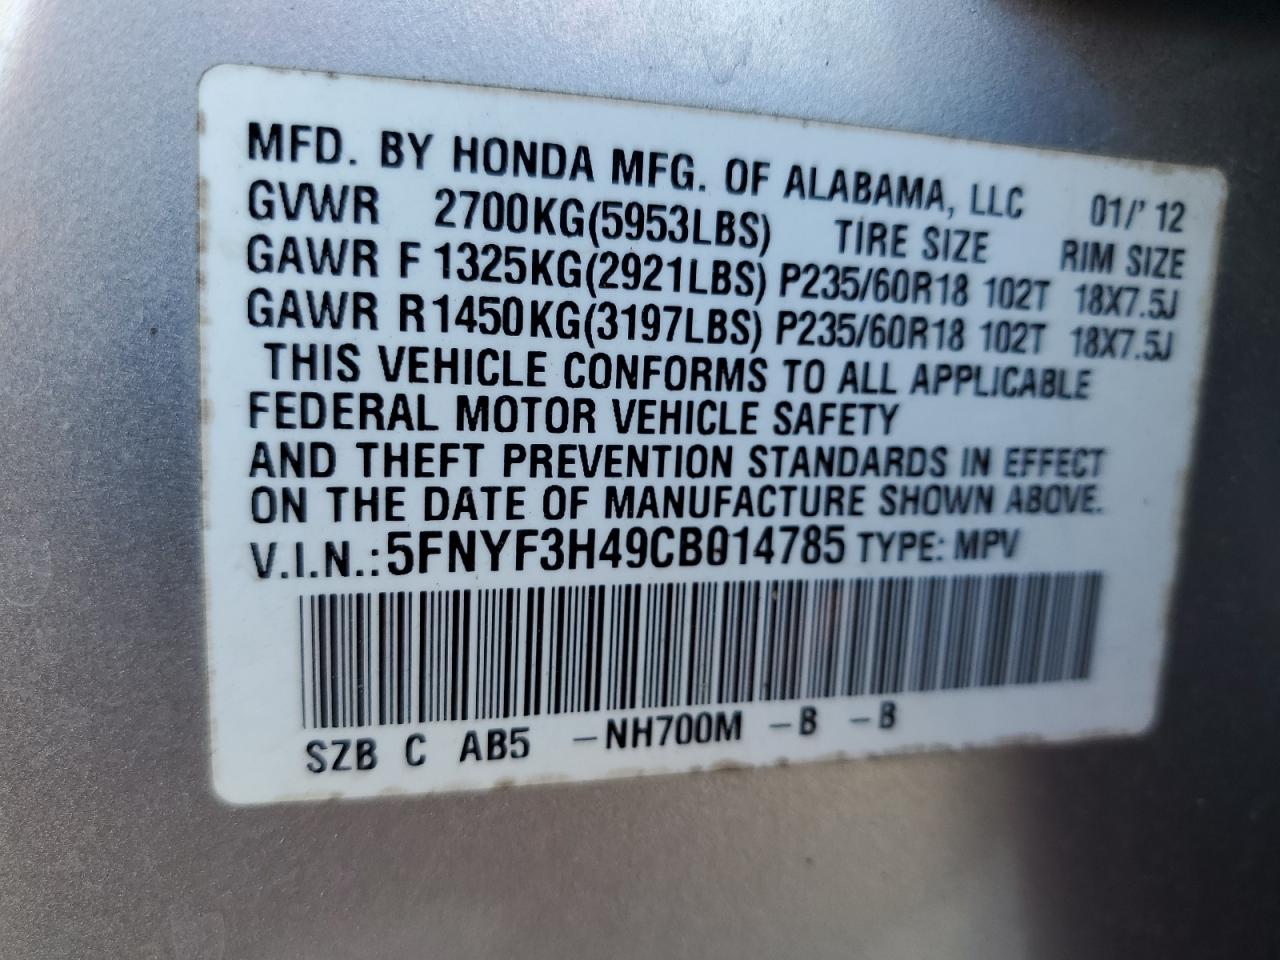 MFD. BY HONDA MFG. OF ALABAMA, LLC 01/' 12
GVWR 2700KG(5953LBS) TIRE SIZE RIM SIZE
GAWR F 1325KG(2921LBS) P235/60R18 102T 18X7.5J
GAWR R1450KG(3197LBS) P235/60R18 102T 18X7.5J
THIS VEHICLE CONFORMS TO ALL APPLICABLE
FEDERAL MOTOR VEHICLE SAFETY
AND THEFT PREVENTION STANDARDS IN EFFECT
ON THE DATE OF MANUFACTURE SHOWN ABOVE.
V.I.N.:5FNYF3H49CB014785 TYPE: MPV
SZB C AB5 -NH700M -B -B